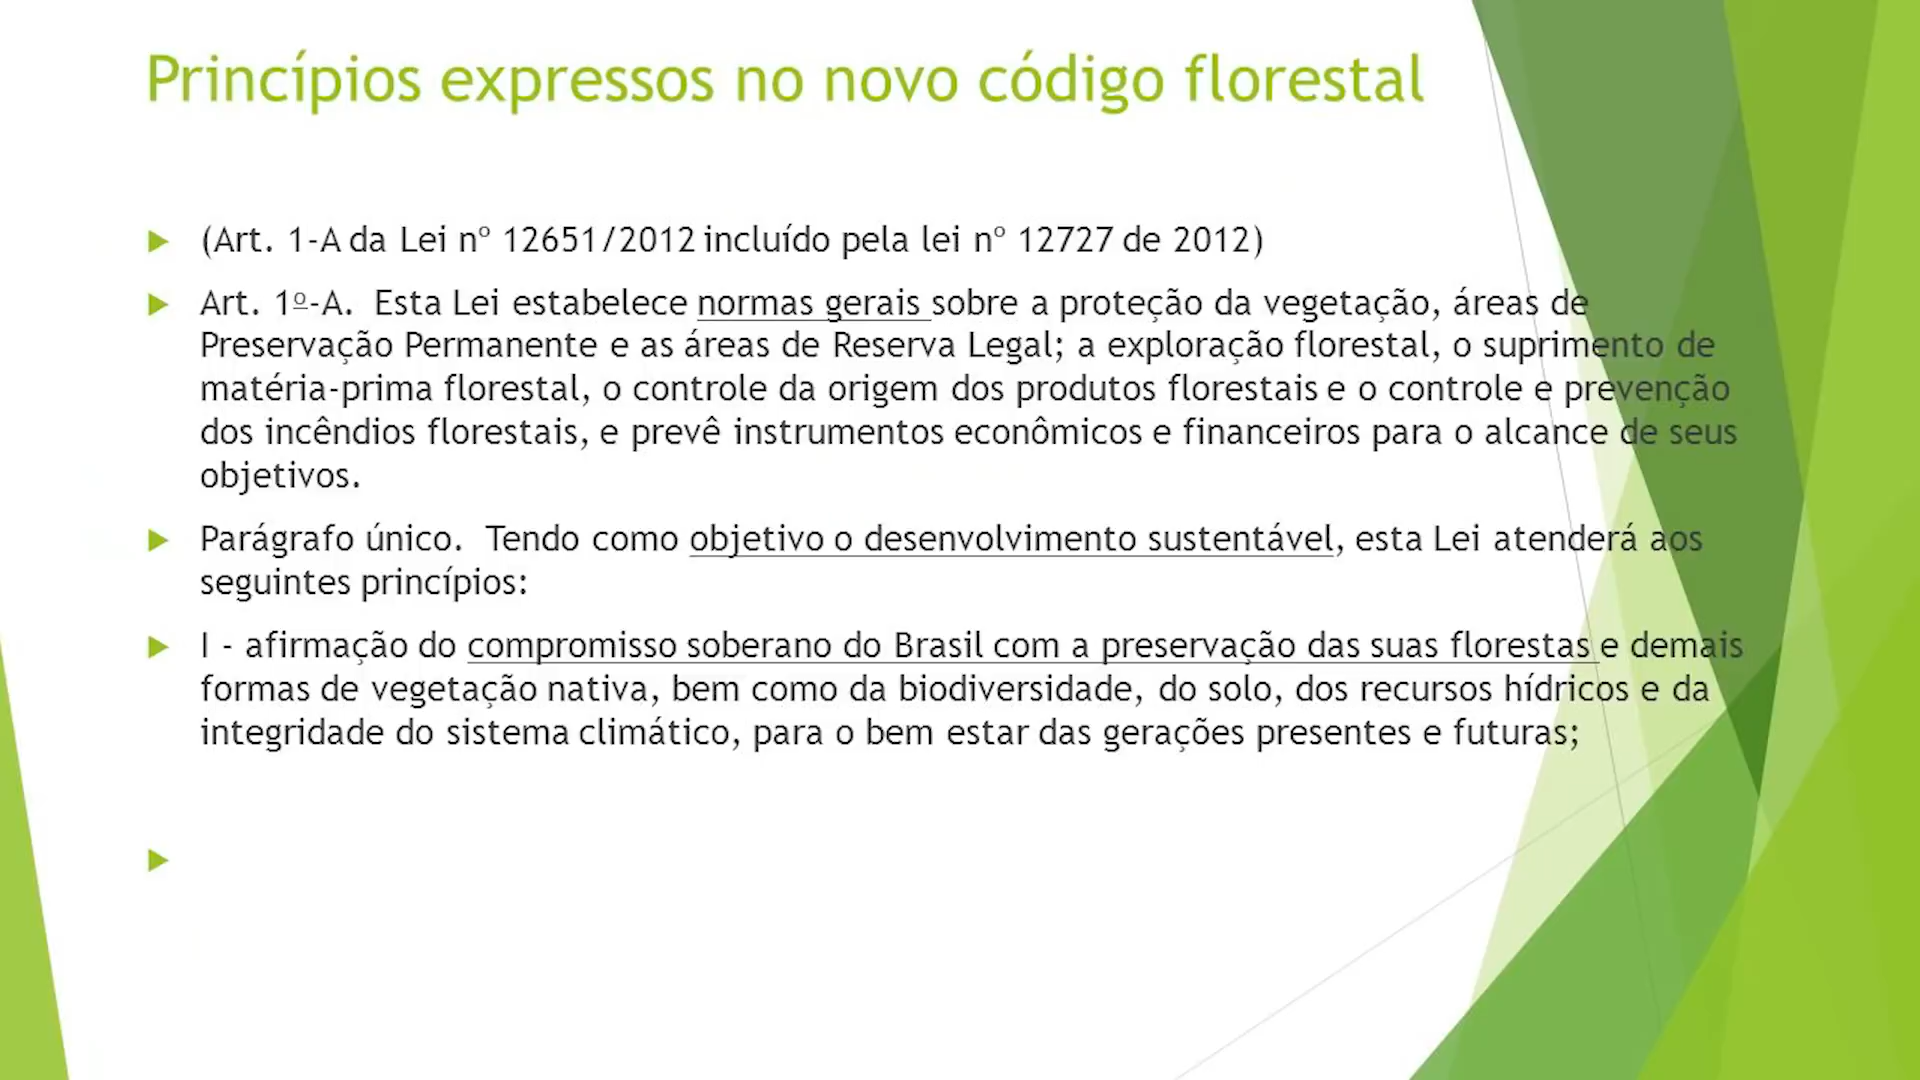 Princípios expressos no novo código florestal
(Art. 1-A da Lei nº 12651/2012 incluído pela lei nº 12727 de 2012)
Art. 1º-A.  Esta Lei estabelece normas gerais sobre a proteção da vegetação, áreas de
Preservação Permanente e as áreas de Reserva Legal; a exploração florestal, o suprimento de
matéria-prima florestal, o controle da origem dos produtos florestais e o controle e prevenção
dos incêndios florestais, e prevê instrumentos econômicos e financeiros para o alcance de seus
objetivos.
Parágrafo único.  Tendo como objetivo o desenvolvimento sustentável, esta Lei atenderá aos
seguintes princípios:
I - afirmação do compromisso soberano do Brasil com a preservação das suas florestas e demais
formas de vegetação nativa, bem como da biodiversidade, do solo, dos recursos hídricos e da
integridade do sistema climático, para o bem estar das gerações presentes e futuras;